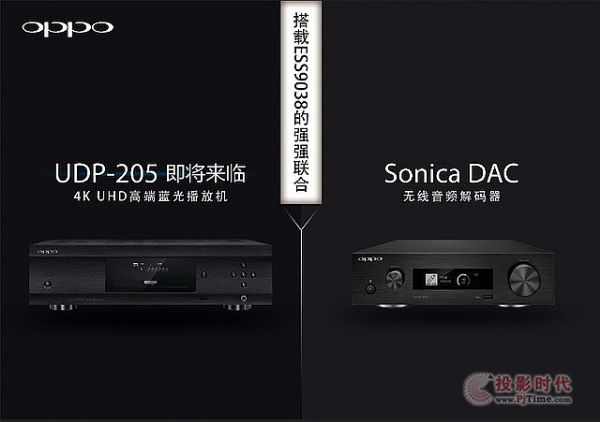 oppo
搭载ESS9038的强强联合
UDP-205 即将来临
4K UHD高端蓝光播放机
Sonica DAC
无线音频解码器
oppo
oppo
投影时代
www.PjTime.com